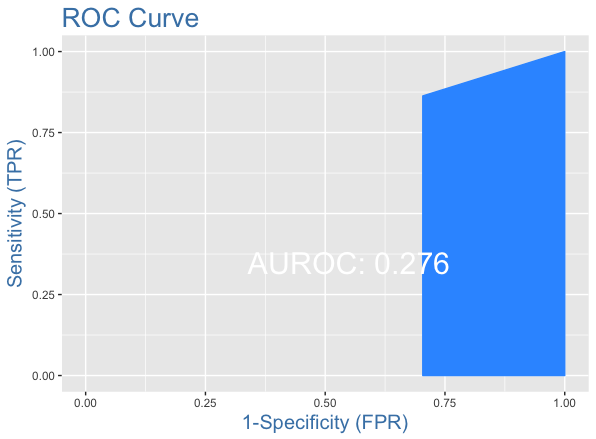 ROC Curve
Sensitivity (TPR)
1.00
0.75
0.50
0.25
0.00
AUROC: 0.276
0.00 0.25 0.50 0.75 1.00
1-Specificity (FPR)